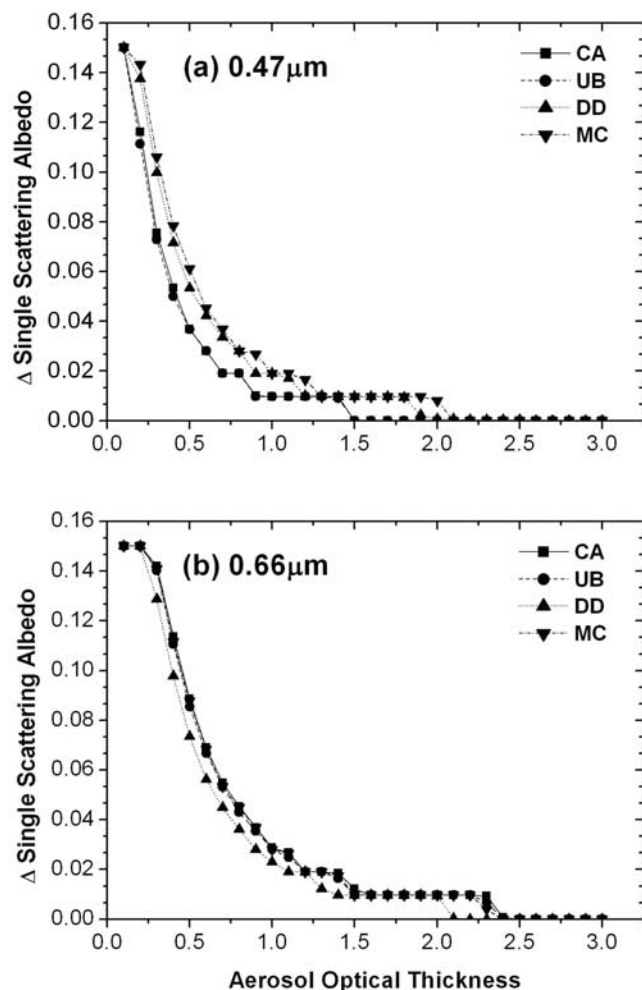 0.16
0.14
0.12
0.10
0.08
0.06
0.04
0.02
0.00
Δ Single Scattering Albedo
(a) 0.47μm
CA
UB
DD
MC
0.0 0.5 1.0 1.5 2.0 2.5 3.0
0.16
0.14
0.12
0.10
0.08
0.06
0.04
0.02
0.00
Δ Single Scattering Albedo
(b) 0.66μm
CA
UB
DD
MC
0.0 0.5 1.0 1.5 2.0 2.5 3.0
Aerosol Optical Thickness